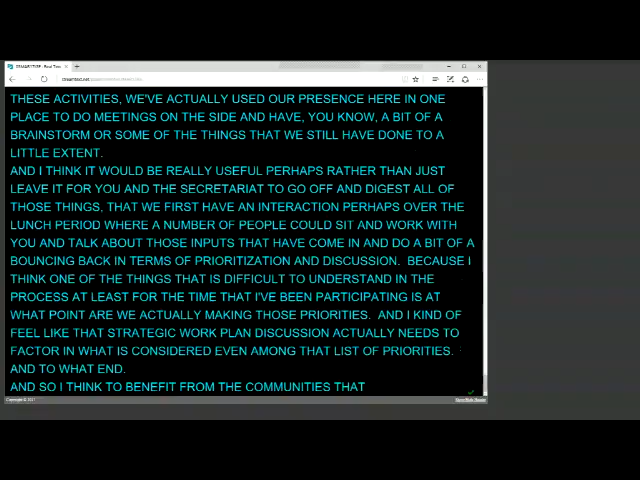 THESE ACTIVITIES, WE'VE ACTUALLY USED OUR PRESENCE HERE IN ONE
PLACE TO DO MEETINGS ON THE SIDE AND HAVE, YOU KNOW, A BIT OF A
BRAINSTORM OR SOME OF THE THINGS THAT WE STILL HAVE DONE TO A
LITTLE EXTENT.
AND I THINK IT WOULD BE REALLY USEFUL PERHAPS RATHER THAN JUST
LEAVE IT FOR YOU AND THE SECRETARIAT TO GO OFF AND DIGEST ALL OF
THOSE THINGS, THAT WE FIRST HAVE AN INTERACTION PERHAPS OVER THE
LUNCH PERIOD WHERE A NUMBER OF PEOPLE COULD SIT AND WORK WITH
YOU AND TALK ABOUT THOSE INPUTS THAT HAVE COME IN AND DO A BIT OF A
BOUNCING BACK IN TERMS OF PRIORITIZATION AND DISCUSSION. BECAUSE I
THINK ONE OF THE THINGS THAT IS DIFFICULT TO UNDERSTAND IN THE
PROCESS AT LEAST FOR THE TIME THAT I'VE BEEN PARTICIPATING IS AT
WHAT POINT ARE WE ACTUALLY MAKING THOSE PRIORITIES. AND I KIND OF
FEEL LIKE THAT STRATEGIC WORK PLAN DISCUSSION ACTUALLY NEEDS TO
FACTOR IN WHAT IS CONSIDERED EVEN AMONG THAT LIST OF PRIORITIES.
AND TO WHAT END.
AND SO I THINK TO BENEFIT FROM THE COMMUNITIES THAT